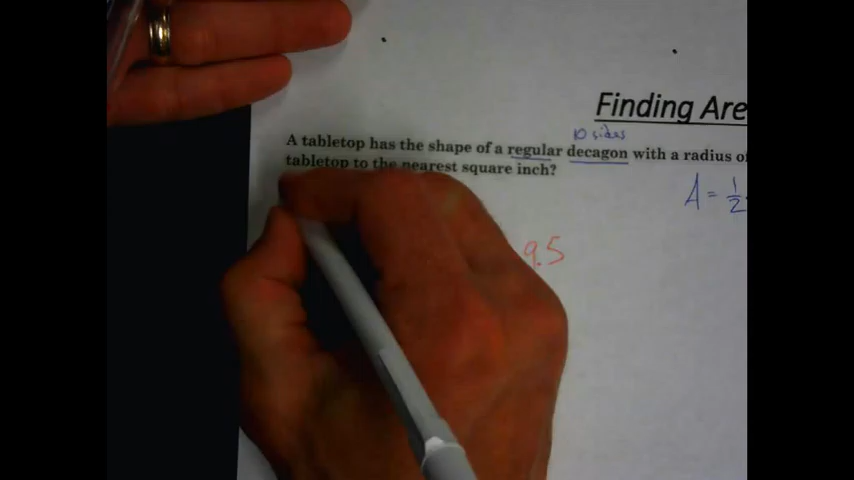 Finding Are
10 sides
A tabletop has the shape of a regular decagon with a radius o
tabletop to the nearest square inch?
A = 1/2
9.5